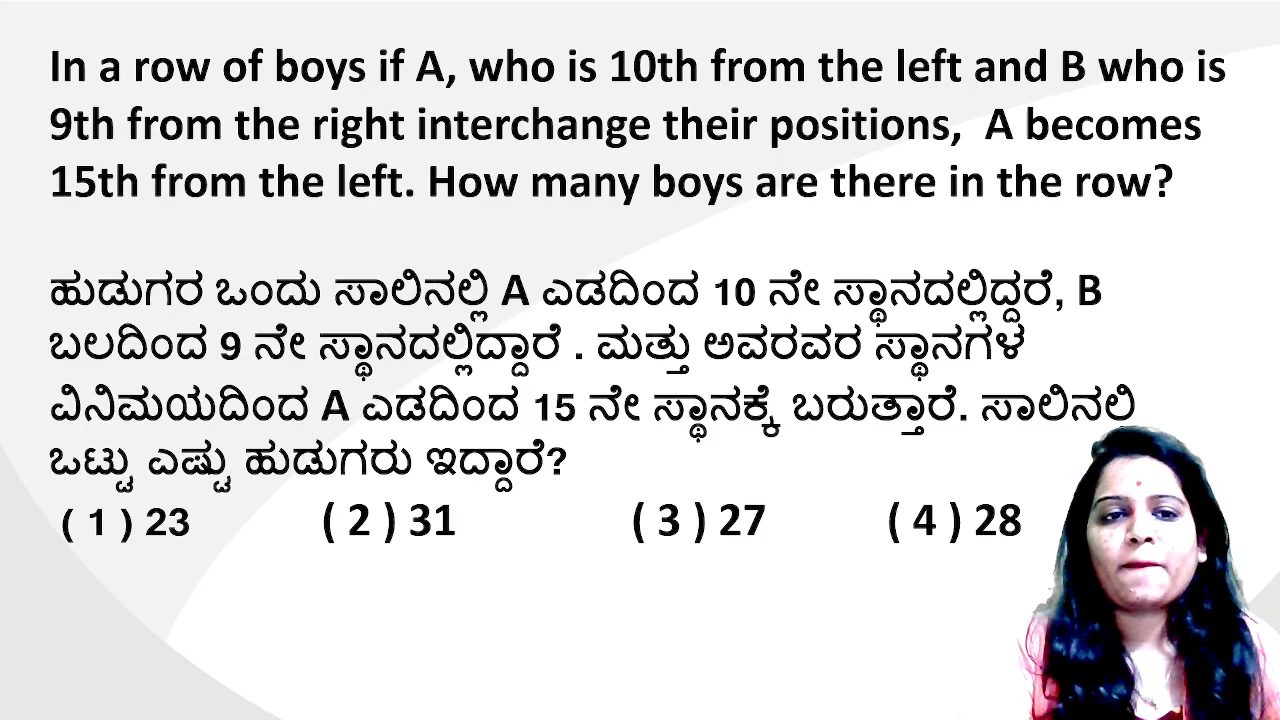 In a row of boys if A, who is 10th from the left and B who is
9th from the right interchange their positions,  A becomes
15th from the left. How many boys are there in the row?
ಹುಡುಗರ ಒಂದು ಸಾಲಿನಲ್ಲಿ A ಎಡದಿಂದ 10 ನೇ ಸ್ಥಾನದಲ್ಲಿದ್ದರೆ, B
ಬಲದಿಂದ 9 ನೇ ಸ್ಥಾನದಲ್ಲಿದ್ದಾರೆ . ಮತ್ತು ಅವರವರ ಸ್ಥಾನಗಳ
ವಿನಿಮಯದಿಂದ A ಎಡದಿಂದ 15 ನೇ ಸ್ಥಾನಕ್ಕೆ ಬರುತ್ತಾರೆ. ಸಾಲಿನಲಿ
ಒಟ್ಟು ಎಷ್ಟು ಹುಡುಗರು ಇದ್ದಾರೆ?
( 1 ) 23 ( 2 ) 31 ( 3 ) 27 ( 4 ) 28